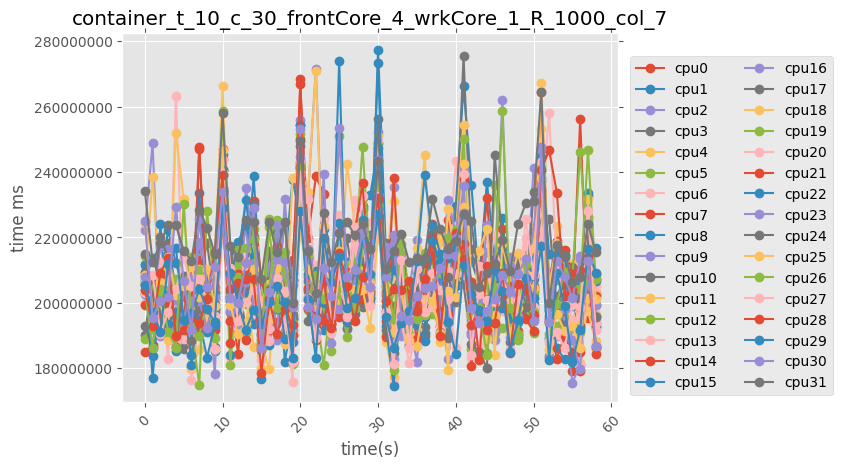 container_t_10_c_30_frontCore_4_wrkCore_1_R_1000_col_7
time ms
280000000
260000000
240000000
220000000
200000000
180000000
0
10
20
30
40
50
60
time(s)
cpu0
cpu1
cpu2
cpu3
cpu4
cpu5
cpu6
cpu7
cpu8
cpu9
cpu10
cpu11
cpu12
cpu13
cpu14
cpu15
cpu16
cpu17
cpu18
cpu19
cpu20
cpu21
cpu22
cpu23
cpu24
cpu25
cpu26
cpu27
cpu28
cpu29
cpu30
cpu31